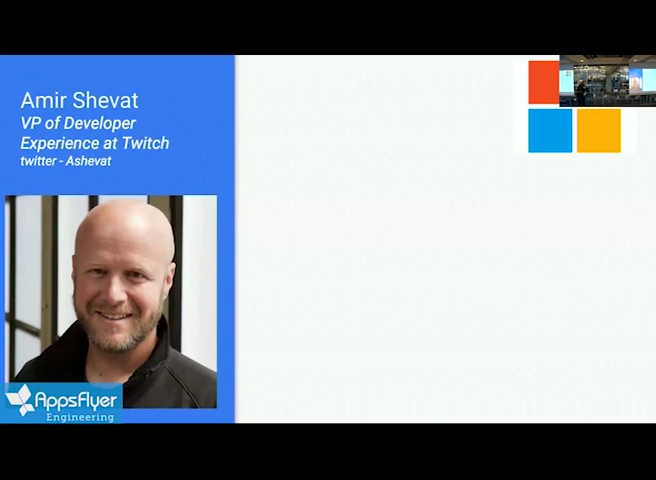 Amir Shevat
VP of Developer
Experience at Twitch
twitter - Ashevat
AppsFlyer
Engineering